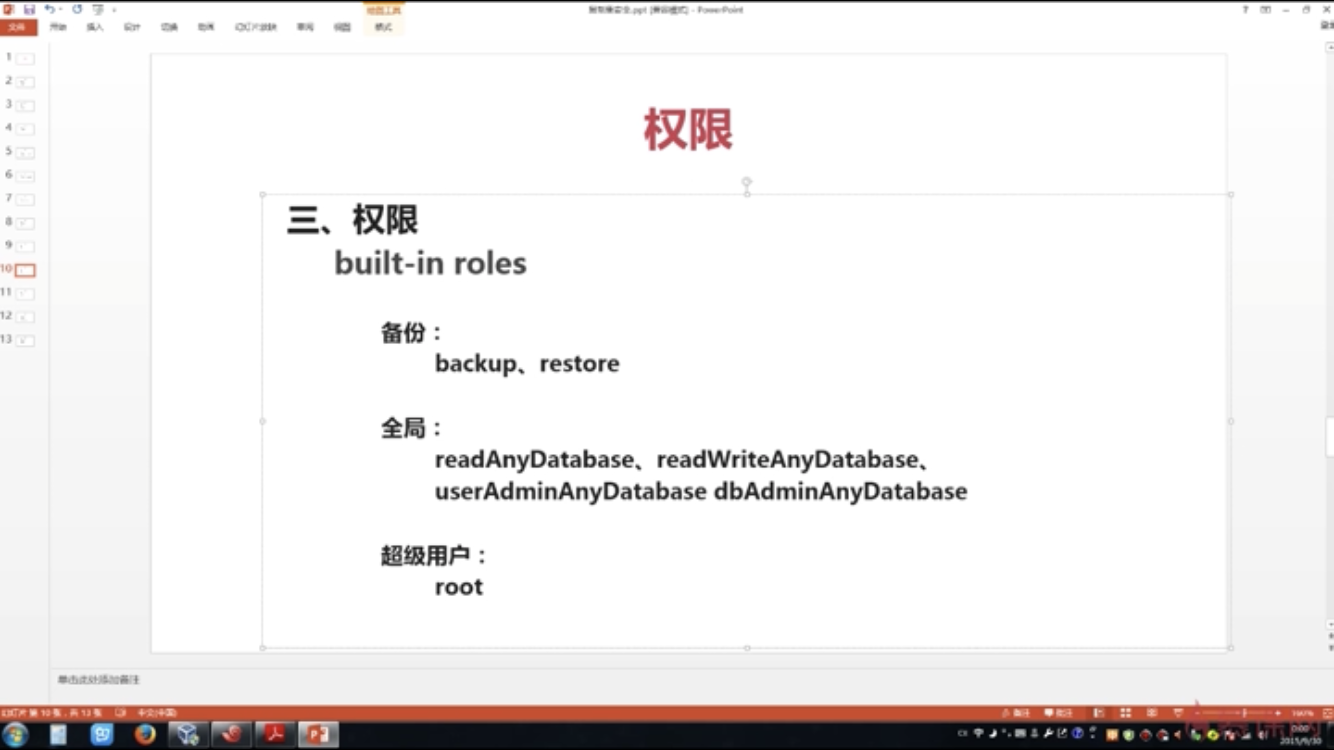 [兼容模式] - PowerPoint
绘图工具
文件
开始
插入
设计
切换
动画
幻灯片放映
审阅
视图
格式
1
2
3
4
5
6
7
8
9
10
11
12
13
权限
三、权限
built-in roles
备份：
backup、restore
全局：
readAnyDatabase、readWriteAnyDatabase、
userAdminAnyDatabase dbAdminAnyDatabase
超级用户：
root
单击此处添加备注
幻灯片 第 10 张，共 13 张
中文(中国)
备注
批注
2015/6/30